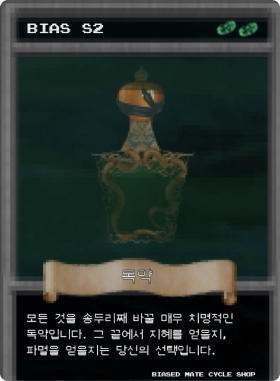 BIAS S2
독약
모든 것을 송두리째 바꿀 매우 치명적인
독약입니다. 그 끝에서 지혜를 얻을지,
파멸을 얻을지는 당신의 선택입니다.
BIASED MATE CYCLE SHOP